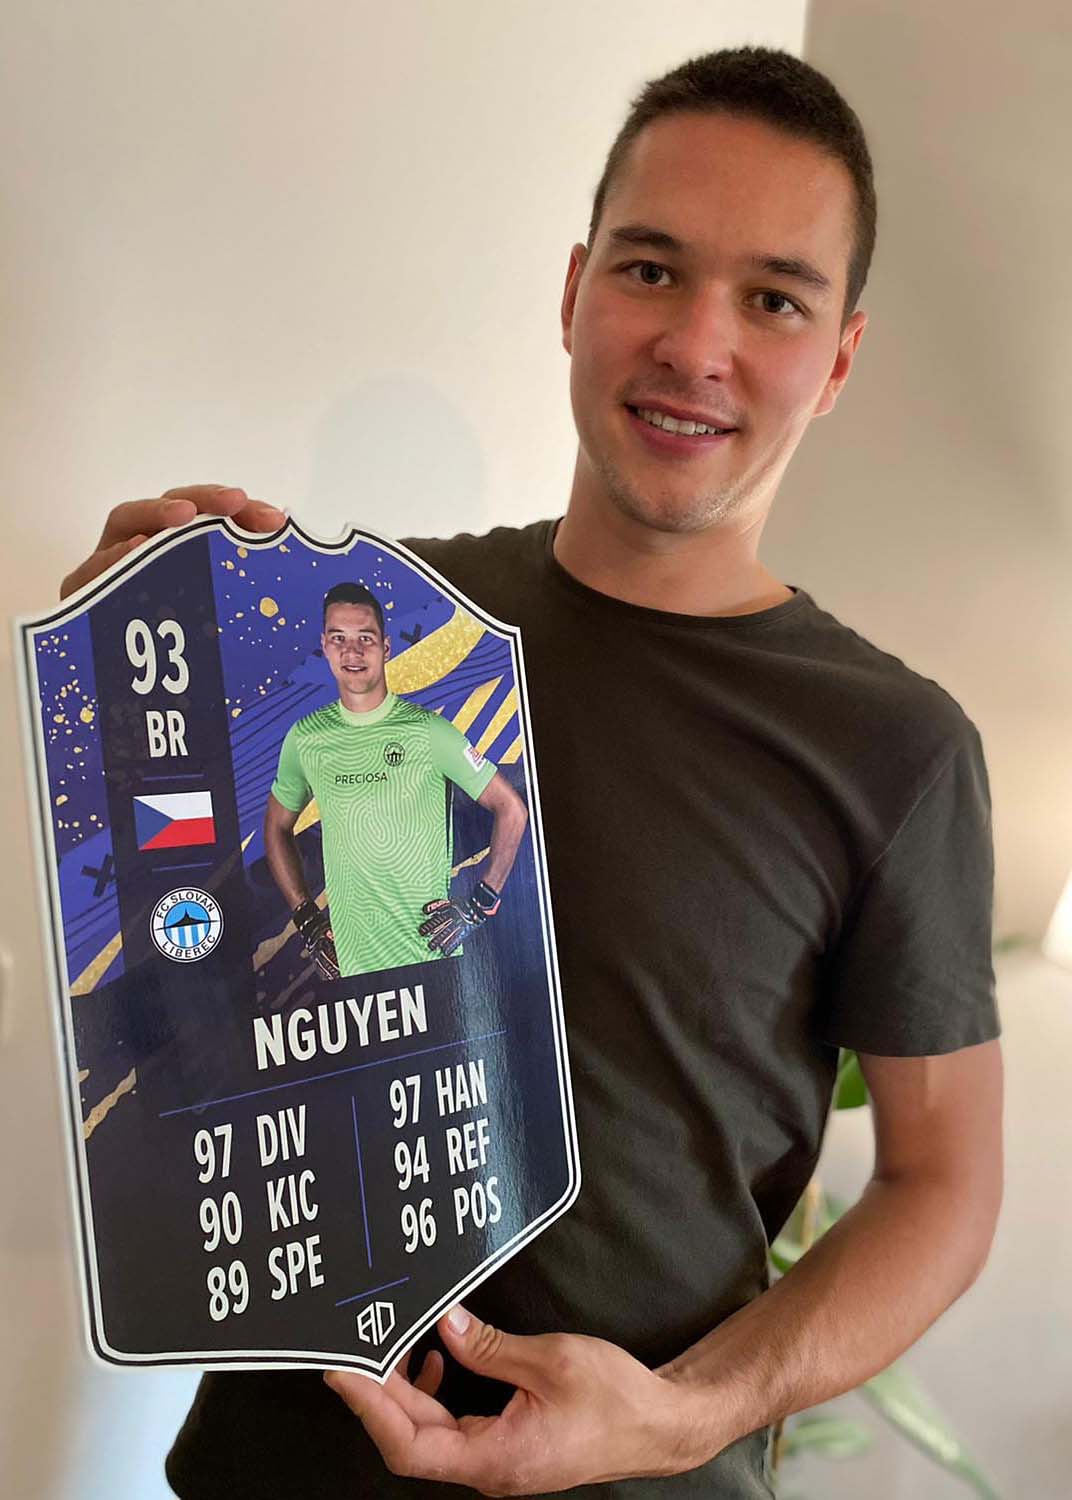 93
BR
FC SLOVAN
LIBEREC
PRECIOSA
NGUYEN
97 DIV
90 KIC
89 SPE
97 HAN
94 REF
96 POS
AD